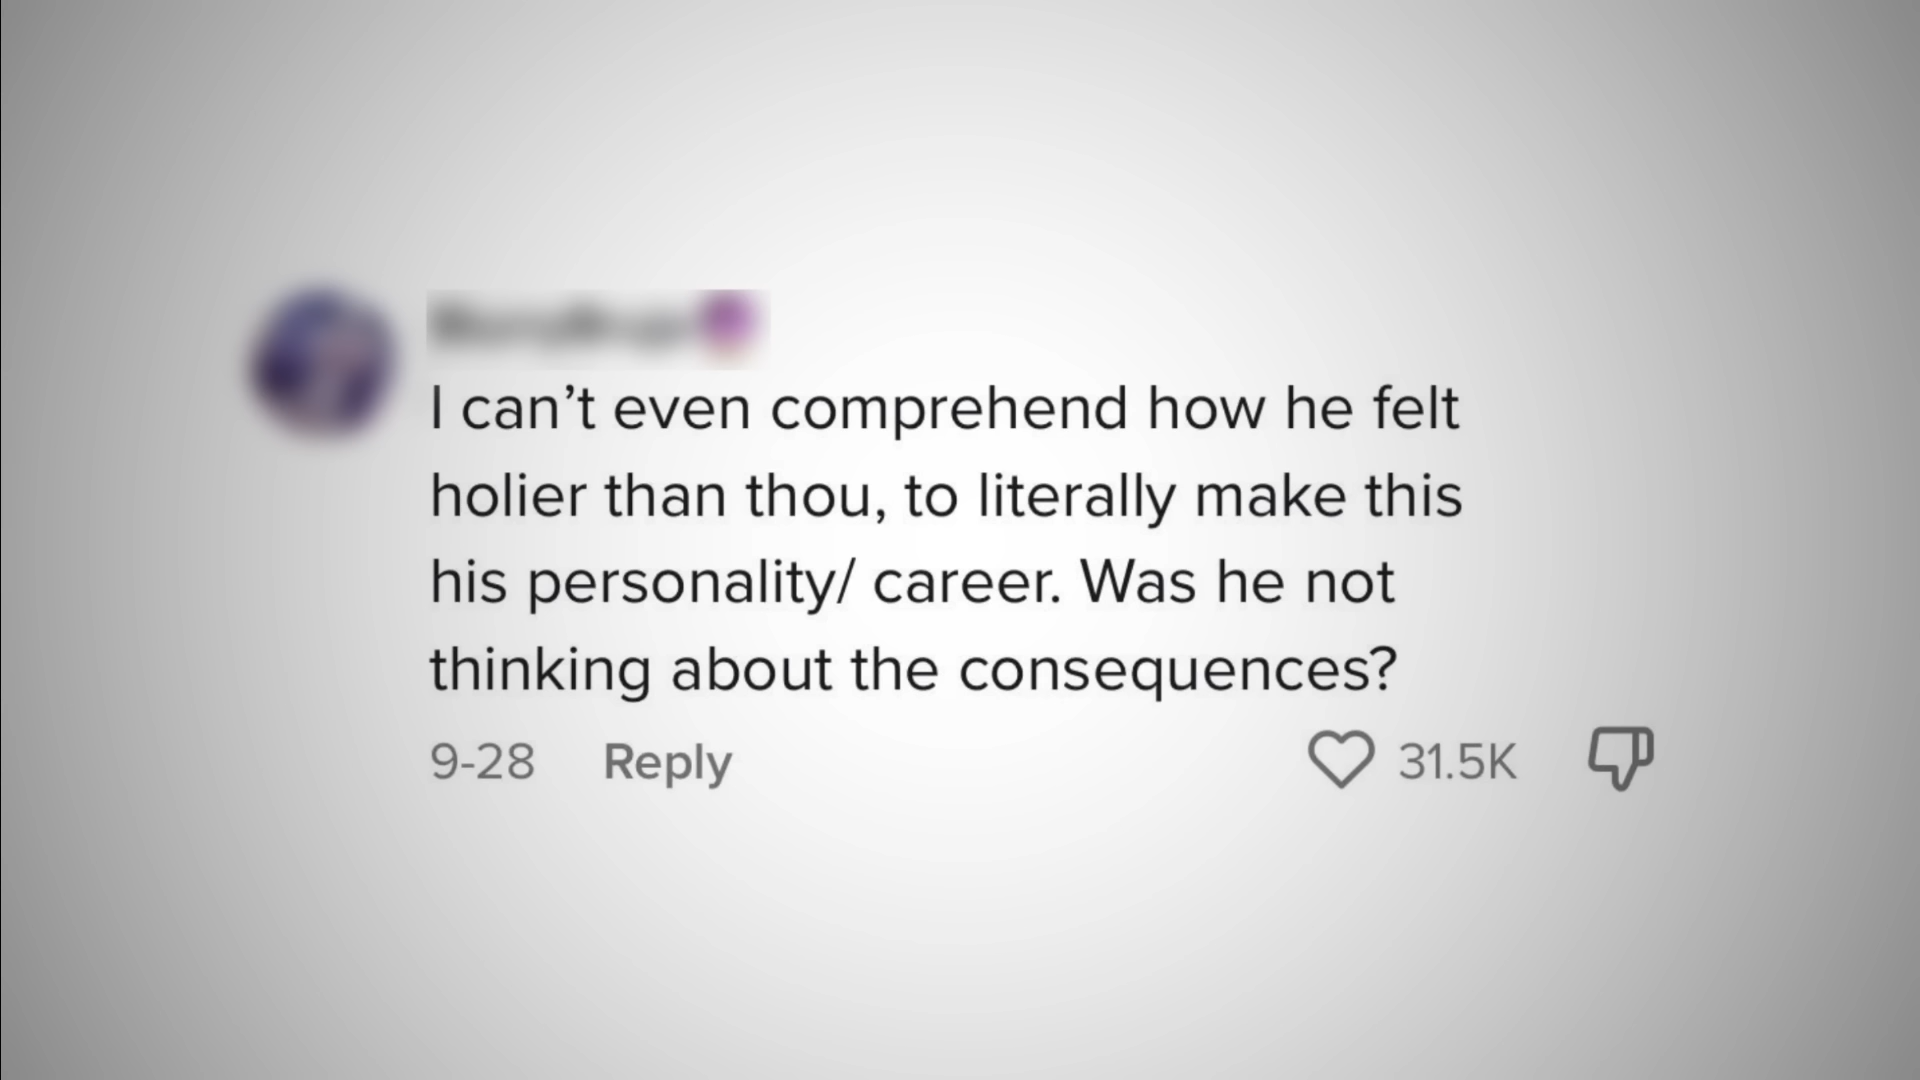 I can’t even comprehend how he felt
holier than thou, to literally make this
his personality/ career. Was he not
thinking about the consequences?
9-28 Reply 31.5K